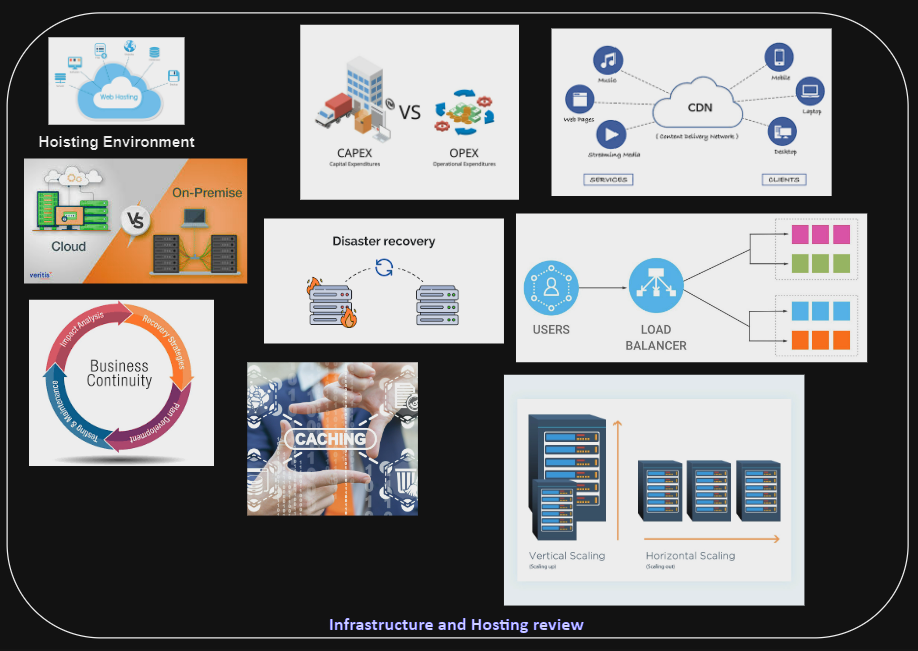 Web Hosting
Hoisting Environment
CAPEX
Capital Expenditures
VS
OPEX
Operational Expenditures
Music
Web Pages
Streaming Media
SERVICES
CDN
( Content Delivery Network )
Mobile
Laptop
Desktop
CLIENTS
Cloud
VS
On-Premise
veritis
Disaster recovery
USERS
LOAD
BALANCER
Business
Continuity
Impact Analysis
Recovery Strategies
Plan Development
Testing & Maintenance
CACHING
Vertical Scaling
(Scaling up)
Horizontal Scaling
(Scaling out)
Infrastructure and Hosting review